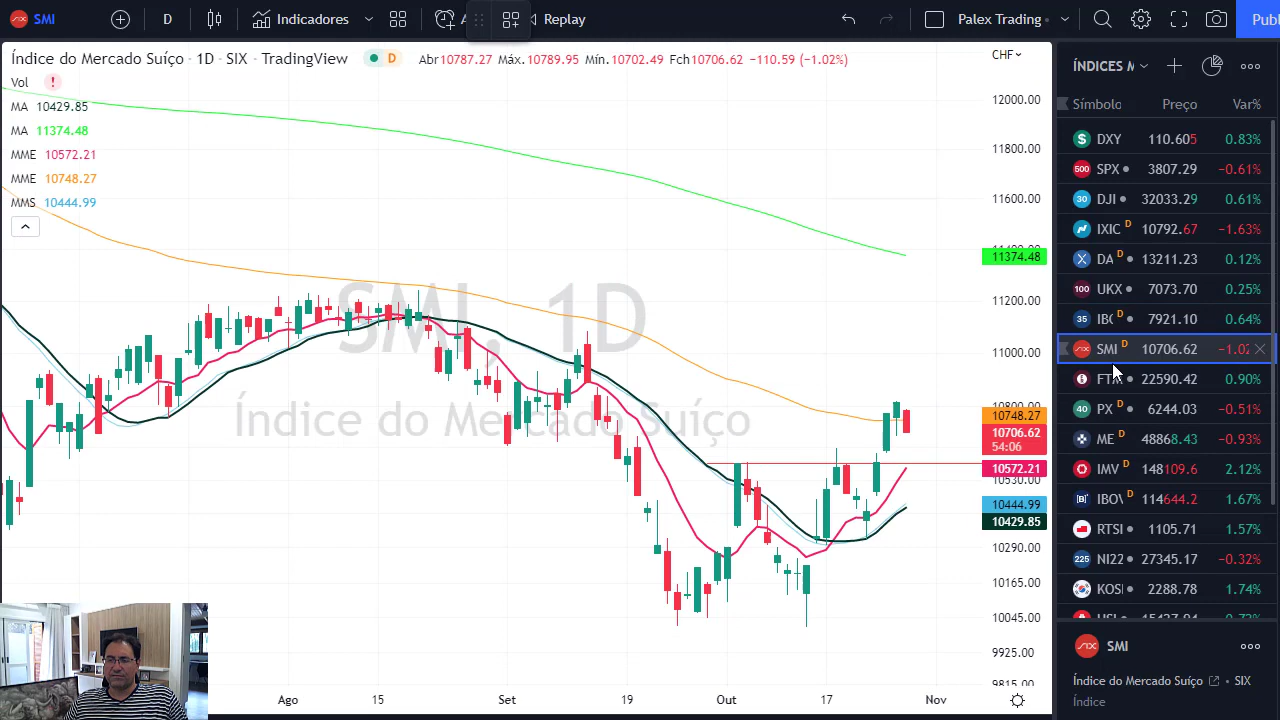 SMI
D
Indicadores
Replay
Palex Trading
Publ
Índice do Mercado Suíço · 1D · SIX · TradingView
D
Abr10787.27 Máx.10789.95 Mín.10702.49 Fch10706.62 −110.59 (−1.02%)
CHF
Vol
MA 10429.85
MA 11374.48
MME 10572.21
MME 10748.27
MMS 10444.99
SMI, 1D
Índice do Mercado Suíço
12000.00
11800.00
11600.00
11374.48
11200.00
11000.00
10748.27
10706.62
54:06
10572.21
10530.00
10444.99
10429.85
10290.00
10165.00
10045.00
9925.00
9815.00
Ago 15 Set 19 Out 17 Nov
ÍNDICES M
Símbolo Preço Var%
DXY 110.605 0.83%
SPX 3807.29 −0.61%
DJI 32033.29 0.61%
IXIC D 10792.67 −1.63%
DA D 13211.23 0.12%
UKX 7073.70 0.25%
IBC D 7921.10 0.64%
SMI D 10706.62 −1.02
22590.42 0.90%
PX D 6244.03 −0.51%
ME D 48868.43 −0.93%
IMV D 148109.6 2.12%
IBOV D 114644.2 1.67%
RTSI 1105.71 1.57%
NI22 27345.17 −0.32%
KOSI 2288.78 1.74%
SMI
Índice do Mercado Suíço SIX
Índice